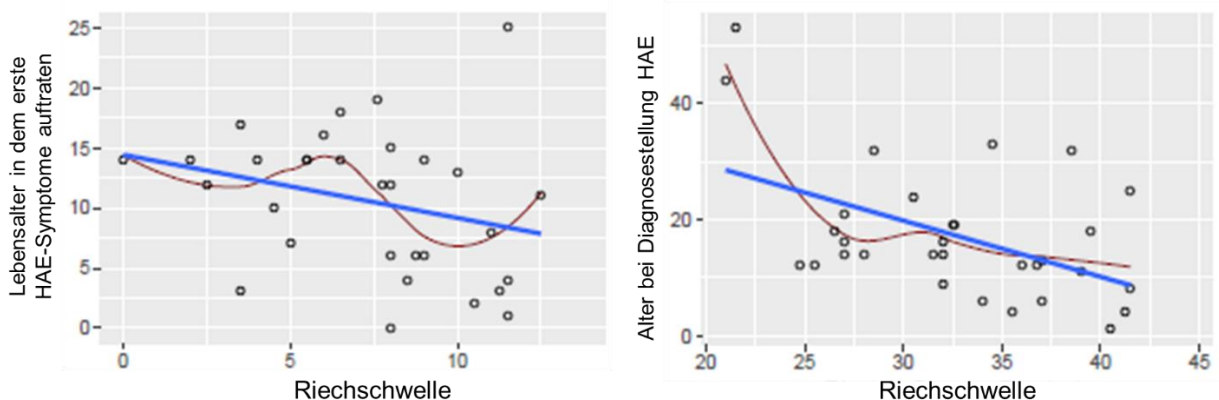 Lebensalter in dem erste
HAE-Symptome auftraten
25
20
15
10
5
0
0 5 10
Riechschwelle
Alter bei Diagnosestellung HAE
40
20
0
20 25 30 35 40 45
Riechschwelle